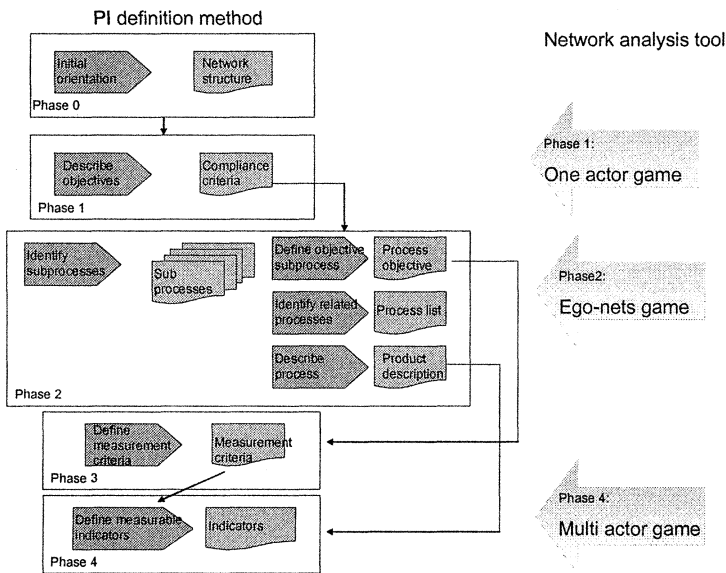 PI definition method
Network analysis tool
Initial
orientation
Network
structure
Phase 0
Describe
objectives
Compliance
criteria
Phase 1
Phase 1:
One actor game
Identify
subprocesses
Sub
processes
Define objective
subprocess
Process
objective
Identify related
processes
Process list
Describe
process
Product
description
Phase 2
Phase2:
Ego-nets game
Define
measurement
criteria
Measurement
criteria
Phase 3
Define measurable
indicators
Indicators
Phase 4
Phase 4:
Multi actor game